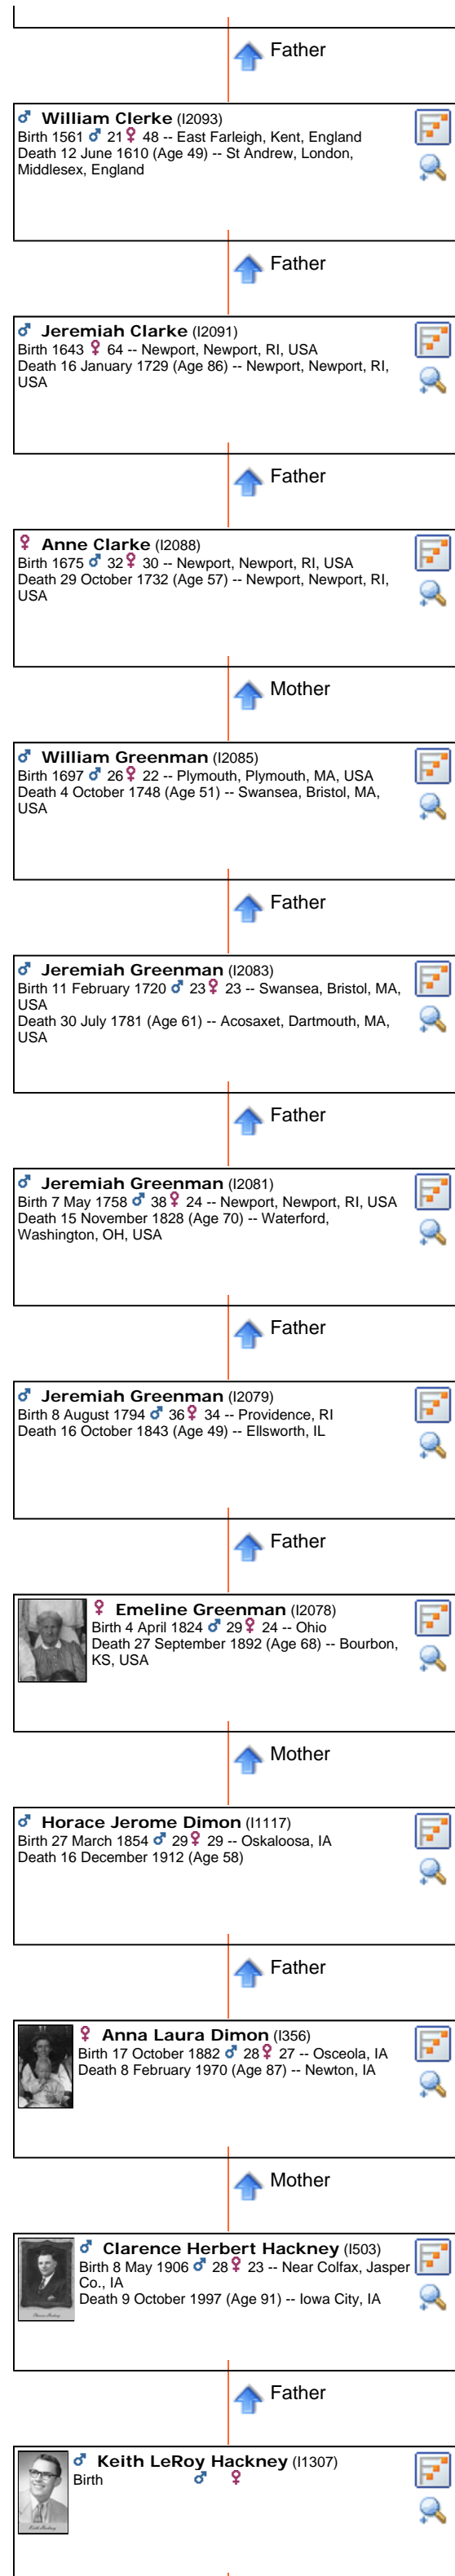 Father
William Clerke (I2093)
Birth 1561 ♂ 21 ♀ 48 -- East Farleigh, Kent, England
Death 12 June 1610 (Age 49) -- St Andrew, London,
Middlesex, England
Father
Jeremiah Clarke (I2091)
Birth 1643 ♀ 64 -- Newport, Newport, RI, USA
Death 16 January 1729 (Age 86) -- Newport, Newport, RI,
USA
Father
Anne Clarke (I2088)
Birth 1675 ♂ 32 ♀ 30 -- Newport, Newport, RI, USA
Death 29 October 1732 (Age 57) -- Newport, Newport, RI,
USA
Mother
William Greenman (I2085)
Birth 1697 ♂ 26 ♀ 22 -- Plymouth, Plymouth, MA, USA
Death 4 October 1748 (Age 51) -- Swansea, Bristol, MA,
USA
Father
Jeremiah Greenman (I2083)
Birth 11 February 1720 ♂ 23 ♀ 23 -- Swansea, Bristol, MA,
USA
Death 30 July 1781 (Age 61) -- Acosaxet, Dartmouth, MA,
USA
Father
Jeremiah Greenman (I2081)
Birth 7 May 1758 ♂ 38 ♀ 24 -- Newport, Newport, RI, USA
Death 15 November 1828 (Age 70) -- Waterford,
Washington, OH, USA
Father
Jeremiah Greenman (I2079)
Birth 8 August 1794 ♂ 36 ♀ 34 -- Providence, RI
Death 16 October 1843 (Age 49) -- Ellsworth, IL
Father
Emeline Greenman (I2078)
Birth 4 April 1824 ♂ 29 ♀ 24 -- Ohio
Death 27 September 1892 (Age 68) -- Bourbon,
KS, USA
Mother
Horace Jerome Dimon (I1117)
Birth 27 March 1854 ♂ 29 ♀ 29 -- Oskaloosa, IA
Death 16 December 1912 (Age 58)
Father
Anna Laura Dimon (I356)
Birth 17 October 1882 ♂ 28 ♀ 27 -- Osceola, IA
Death 8 February 1970 (Age 87) -- Newton, IA
Mother
Clarence Herbert Hackney (I503)
Birth 8 May 1906 ♂ 28 ♀ 23 -- Near Colfax, Jasper
Co., IA
Death 9 October 1997 (Age 91) -- Iowa City, IA
Father
Keith LeRoy Hackney (I1307)
Birth ♂ ♀